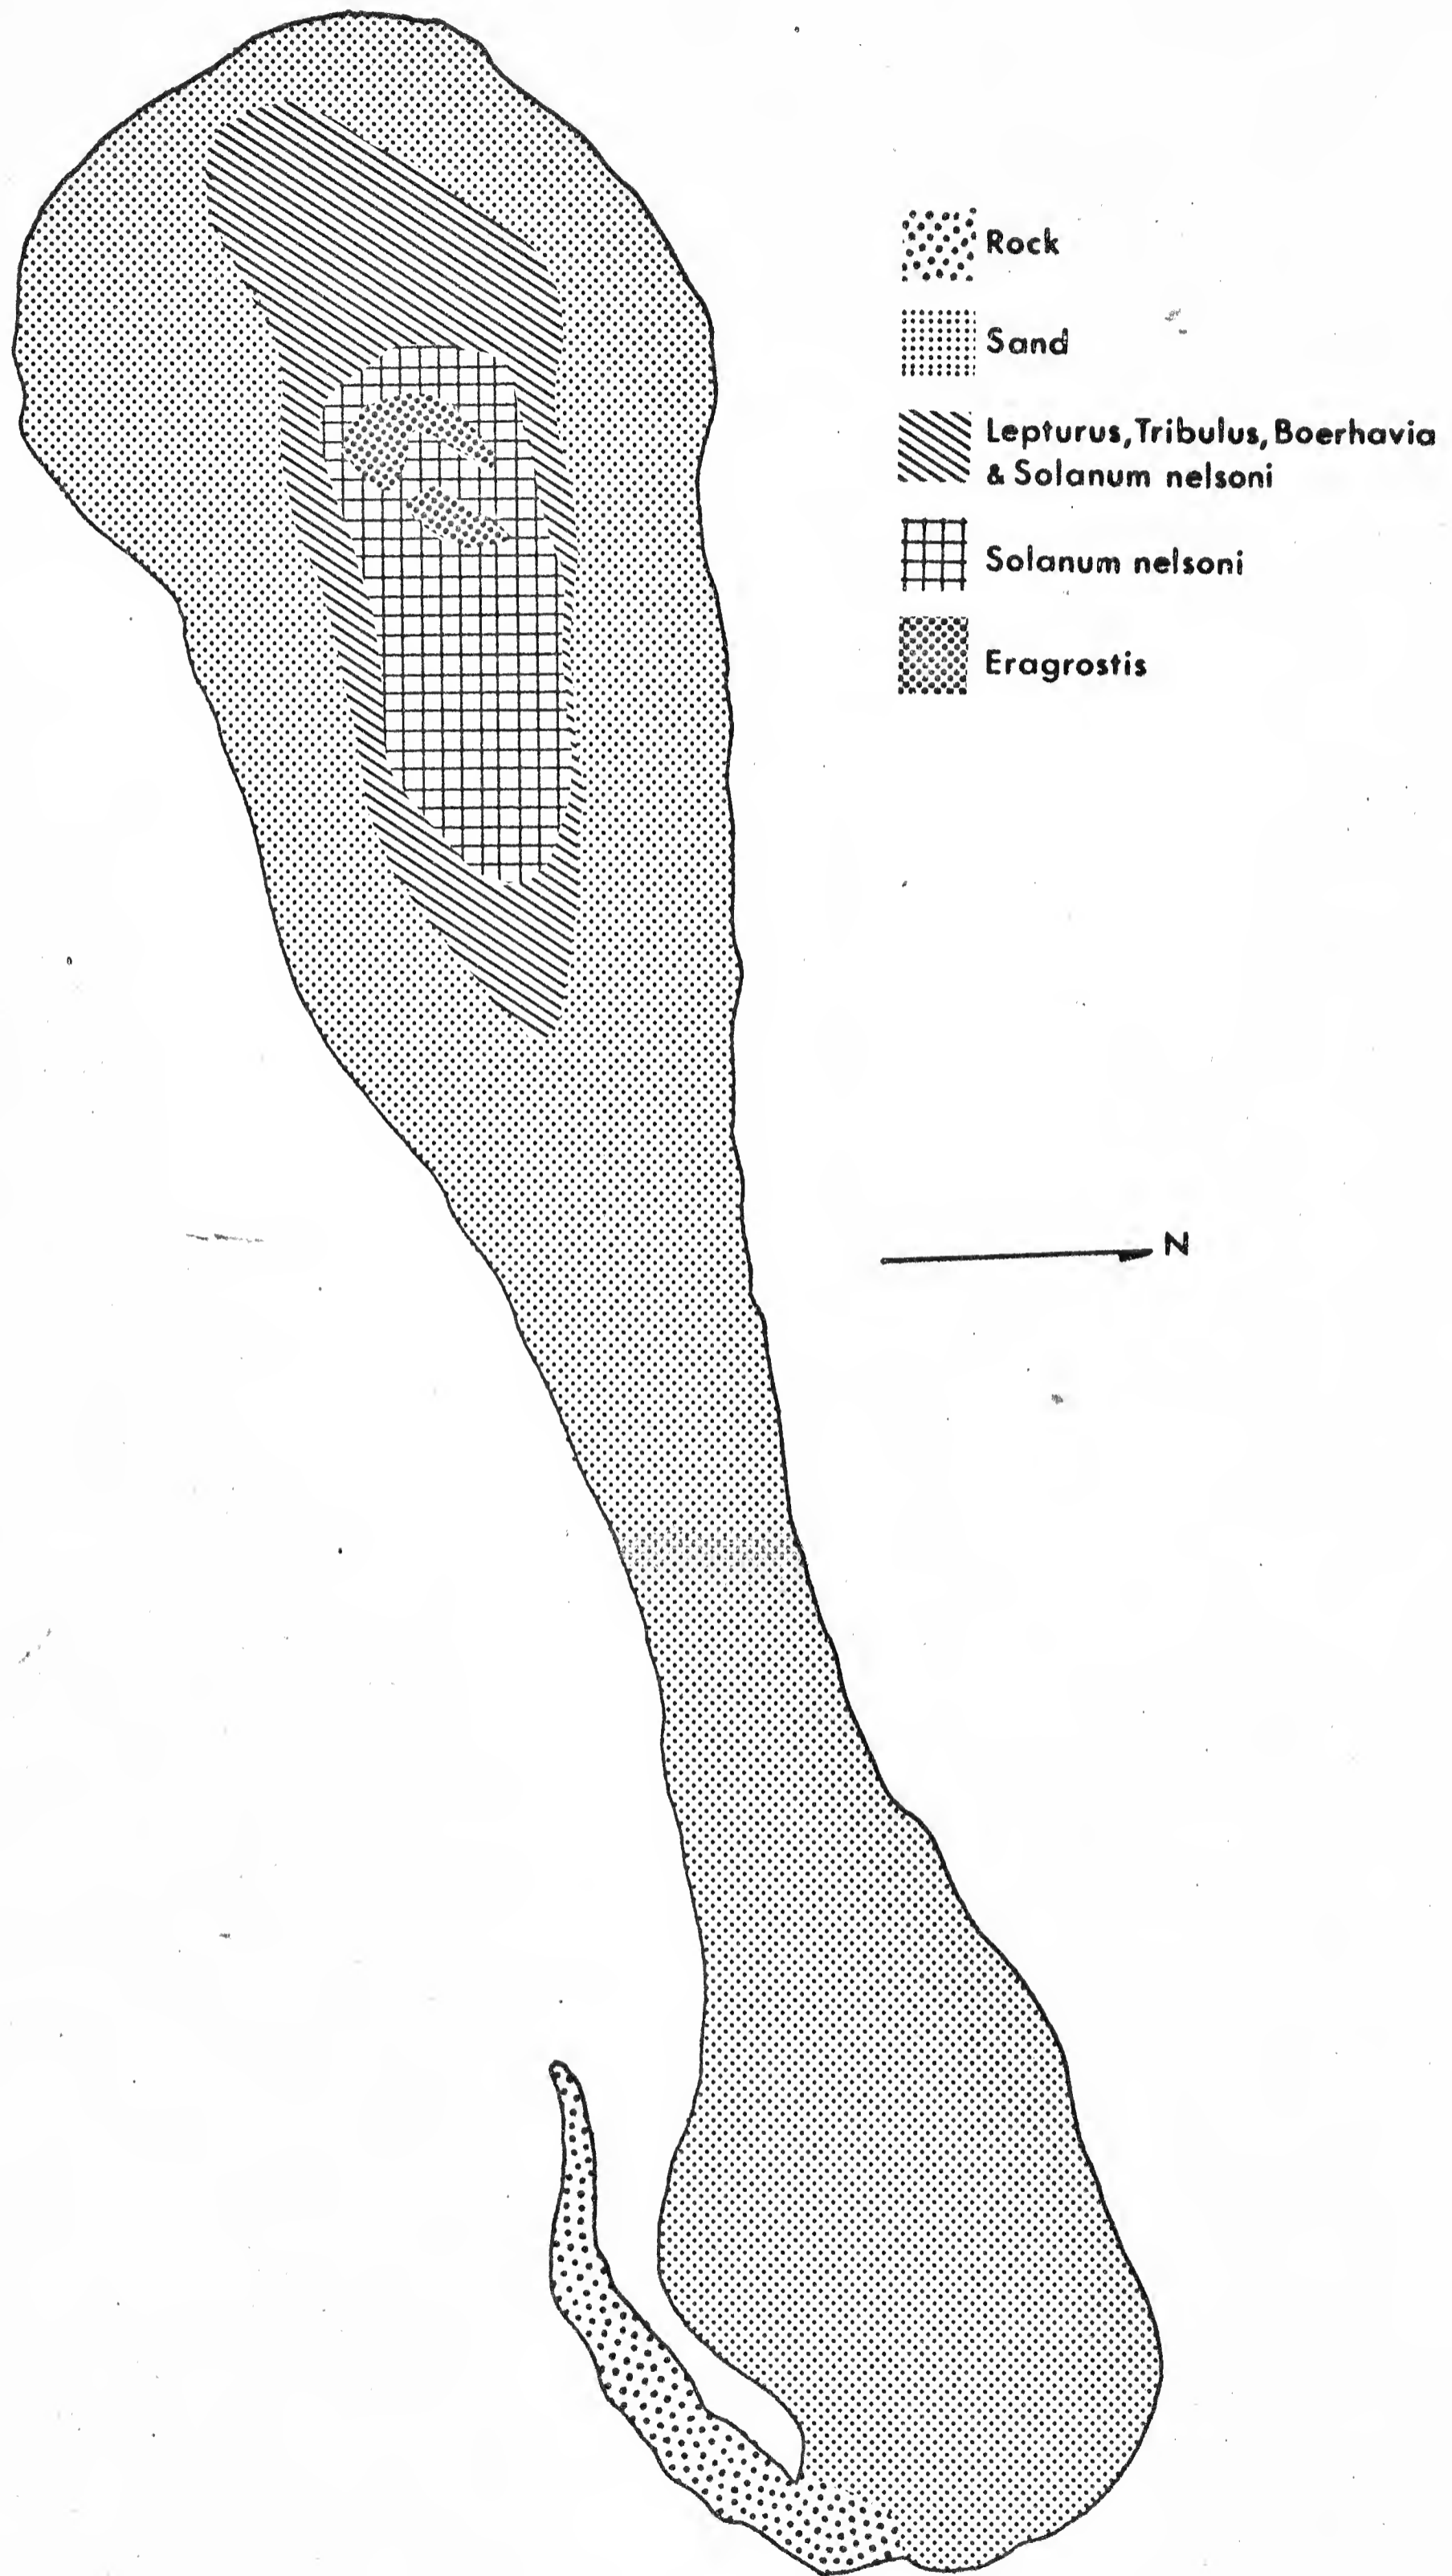 Rock
Sand
Lepturus, Tribulus, Boerhavia
& Solanum nelsoni
Solanum nelsoni
Eragrostis
N